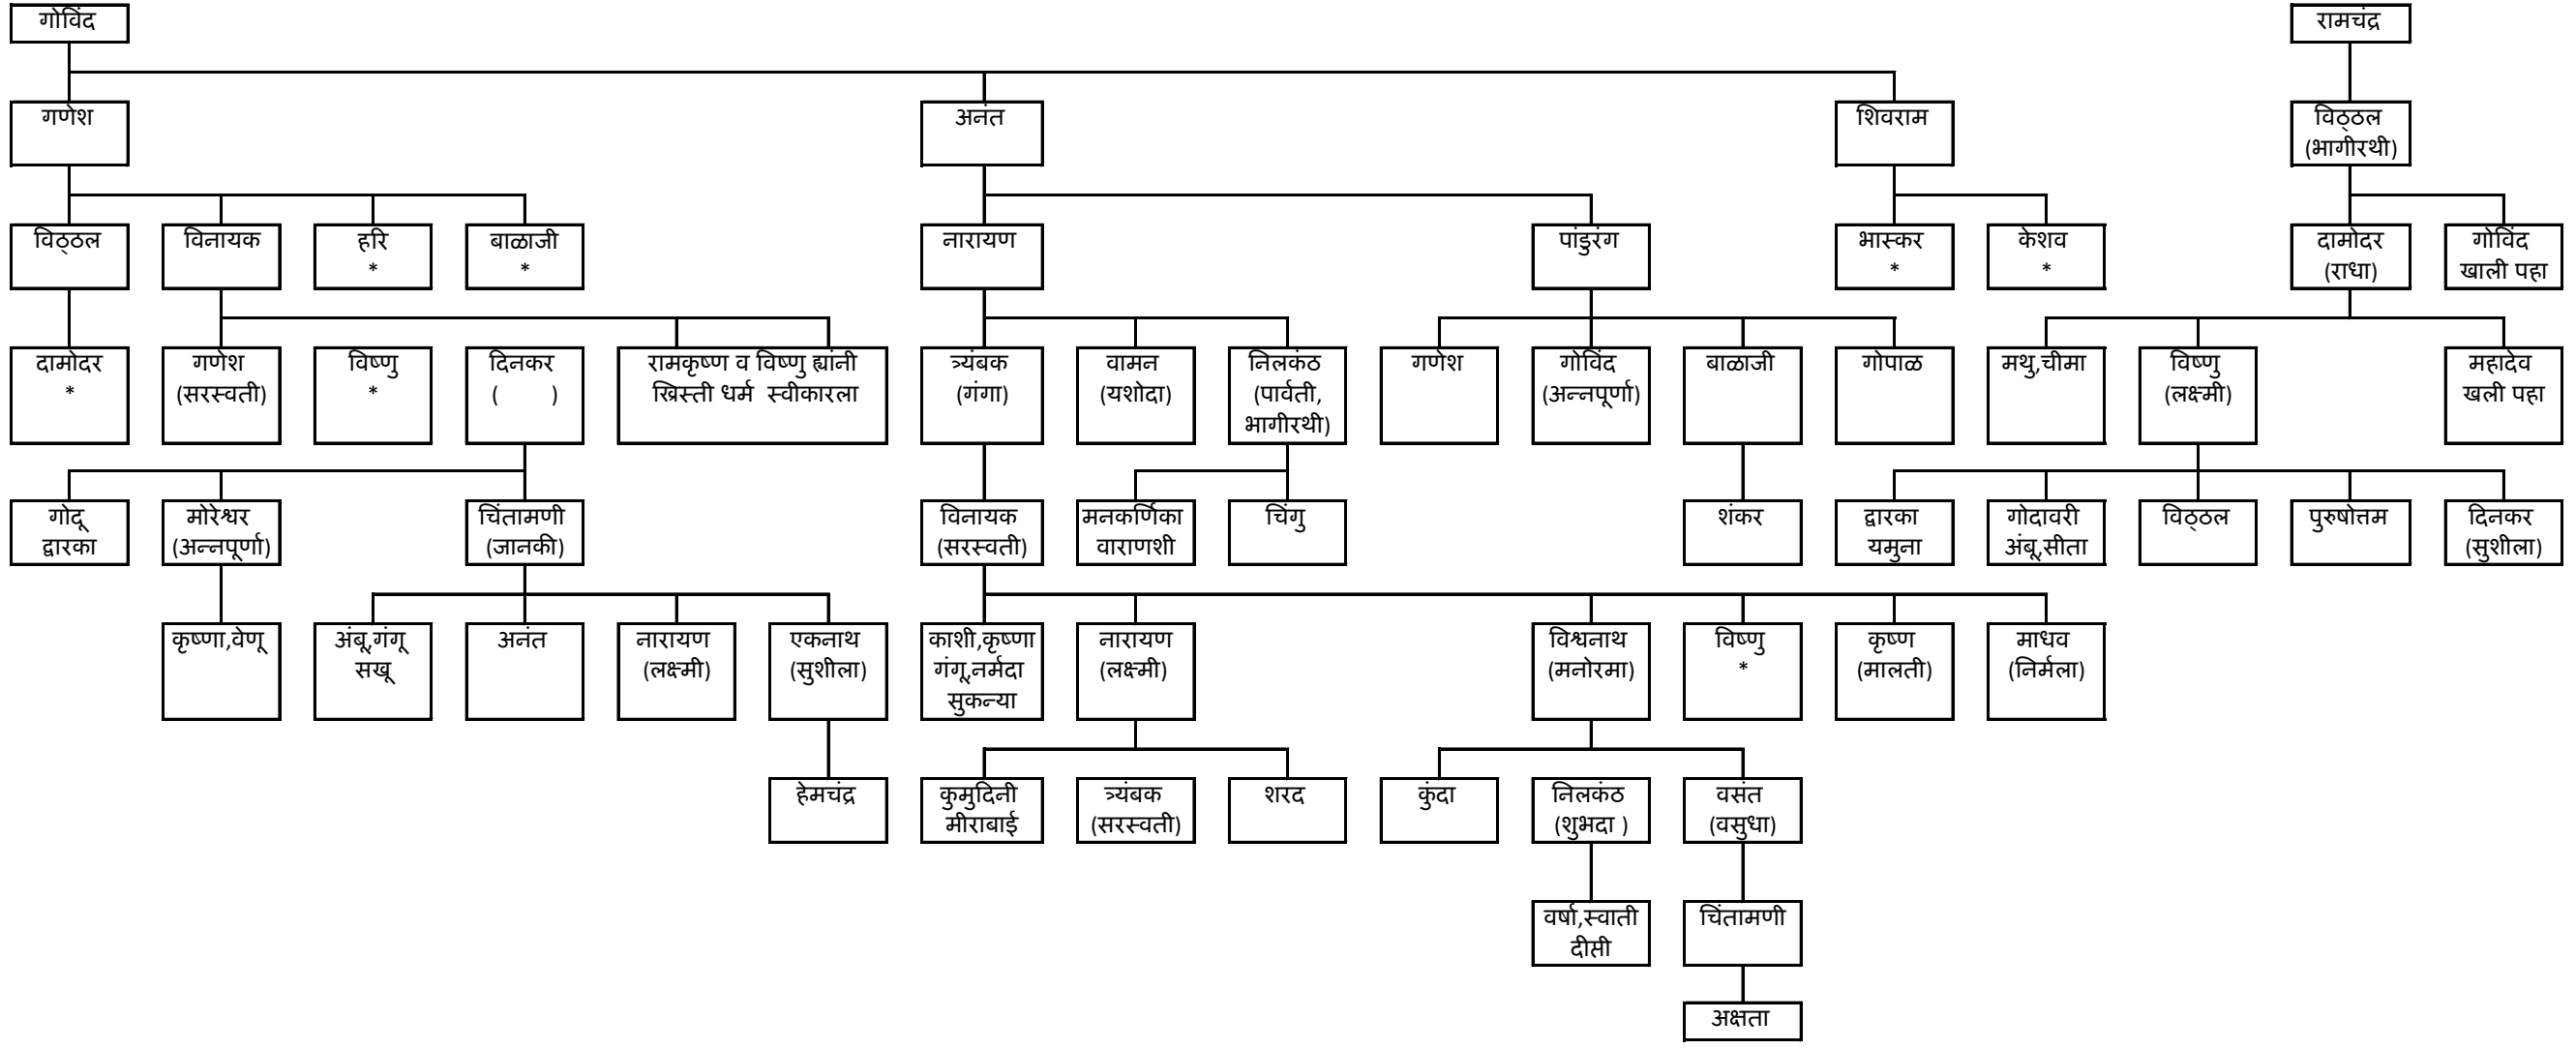 गोविंद
रामचंद्र
गणेश
अनंत
शिवराम
विठ्ठल
(भागीरथी)
विठ्ठल
विनायक
हरि
*
बाळाजी
*
नारायण
पांडुरंग
भास्कर
*
केशव
*
दामोदर
(राधा)
गोविंद
खाली पहा
दामोदर
*
गणेश
(सरस्वती)
विष्णु
*
दिनकर
( )
रामकृष्ण व विष्णु ह्यांनी
ख्रिस्ती धर्म स्वीकारला
त्र्यंबक
(गंगा)
वामन
(यशोदा)
निलकंठ
(पार्वती,
भागीरथी)
गणेश
गोविंद
(अन्नपूर्णा)
बाळाजी
गोपाळ
मथु,चीमा
विष्णु
(लक्ष्मी)
महादेव
खली पहा
गोदू
द्वारका
मोरेश्वर
(अन्नपूर्णा)
चिंतामणी
(जानकी)
विनायक
(सरस्वती)
मनकर्णिका
वाराणशी
चिंगु
शंकर
द्वारका
यमुना
गोदावरी
अंबू,सीता
विठ्ठल
पुरुषोत्तम
दिनकर
(सुशीला)
कृष्णा,वेणू
अंबू,गंगू
सखू
अनंत
नारायण
(लक्ष्मी)
एकनाथ
(सुशीला)
काशी,कृष्णा
गंगू,नर्मदा
सुकन्या
नारायण
(लक्ष्मी)
विश्वनाथ
(मनोरमा)
विष्णु
*
कृष्ण
(मालती)
माधव
(निर्मला)
हेमचंद्र
कुमुदिनी
मीराबाई
त्र्यंबक
(सरस्वती)
शरद
कुंदा
निलकंठ
(शुभदा )
वसंत
(वसुधा)
वर्षा,स्वाती
दीप्ती
चिंतामणी
अक्षता